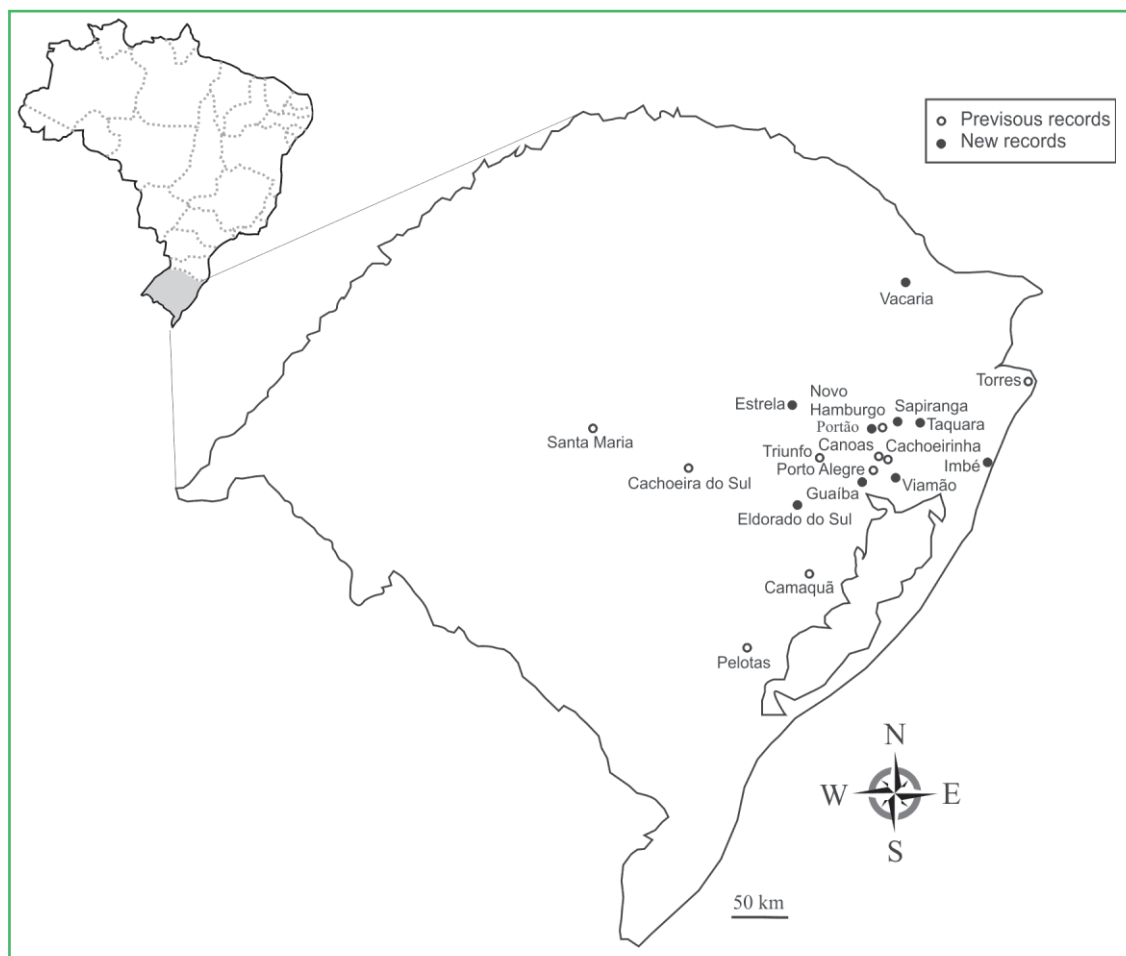 Previsous records
New records
Vacaria
Torres
Novo
Hamburgo
Estrela
Sapiranga
Portão
Taquara
Santa Maria
Canoas
Cachoeirinha
Triunfo
Imbé
Porto Alegre
Cachoeira do Sul
Viamão
Guaíba
Eldorado do Sul
Camaquã
Pelotas
N
W
E
S
50 km